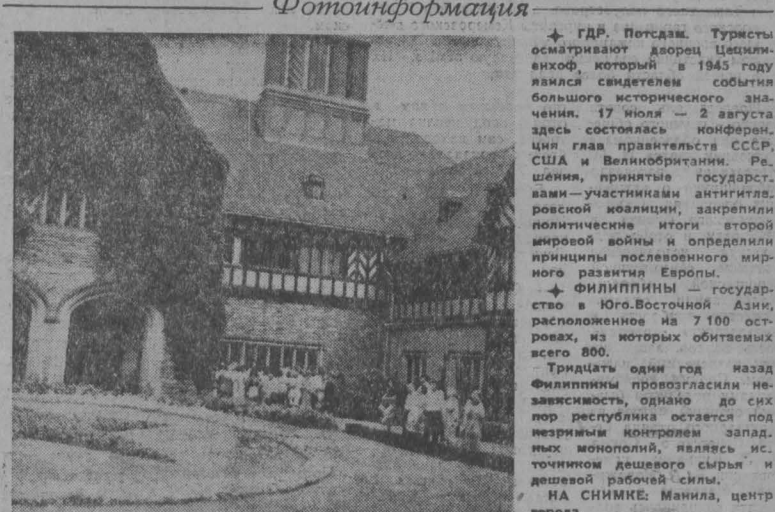 Фотоинформация
ГДР. Потсдам. Туристы
осматривают дворец Цецили-
енхоф, который в 1945 году
явился свидетелем события
большого исторического зна-
чения. 17 июля — 2 августа
здесь состоялась конферен.
ция глав правительств СССР,
США и Великобритании. Ре.
шения, принятые государст.
вами—участниками антигитле.
ровской коалиции, закрепили
политические итоги второй
мировой войны и определили
принципы послевоенного мир-
ного развития Европы.
ФИЛИППИНЫ — государ-
ство в Юго.Восточной Азии,
расположенное на 7 100 ост-
ровах, из которых обитаемых
всего 800.
Тридцать один год назад
Филиппины провозгласили не-
зависимость, однако до сих
пор республика остается под
незримым контролем запад.
ных монополий, являясь ис.
точником дешевого сырья и
дешевой рабочей силы.
НА СНИМКЕ: Манила, центр
города